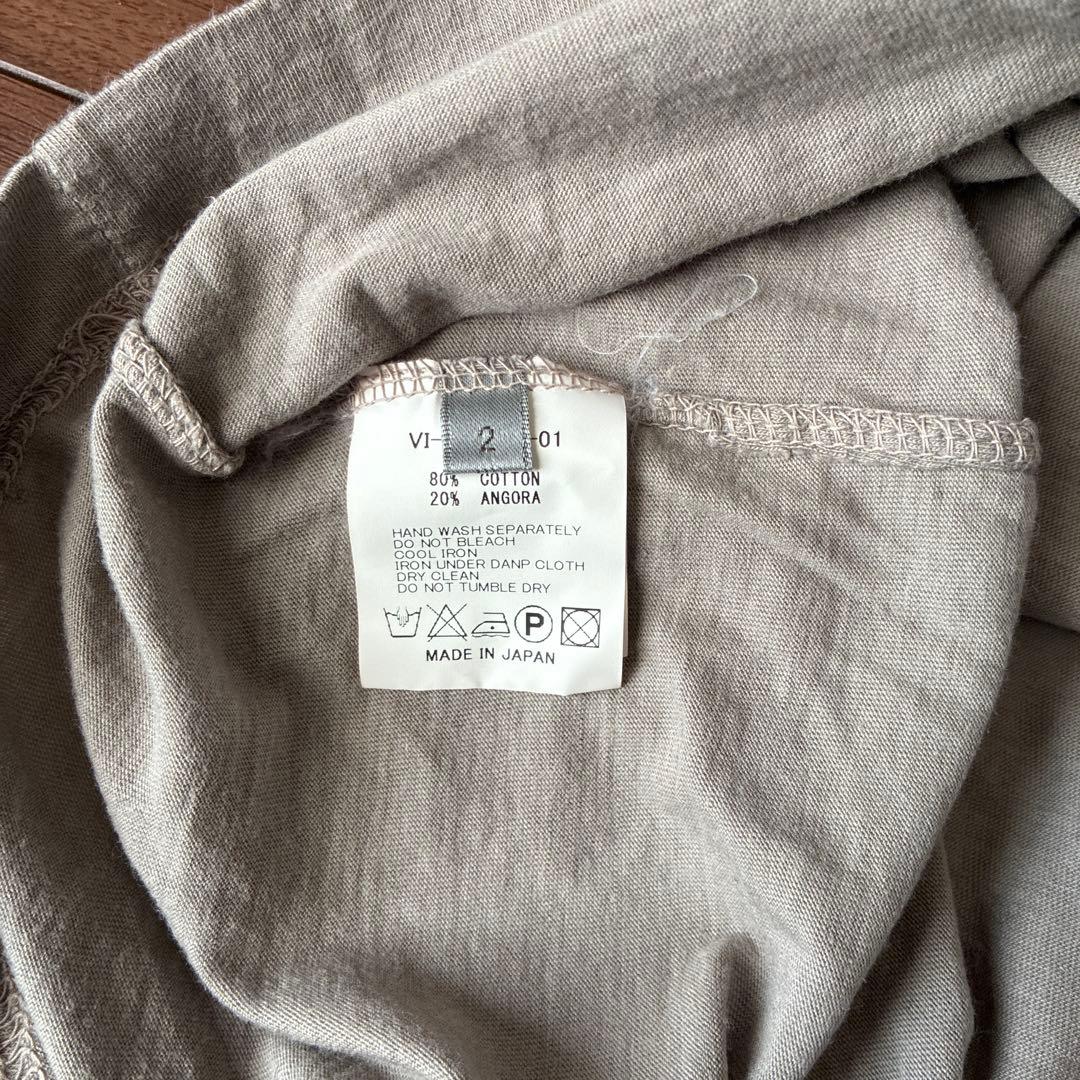 VI- 2 -01
80% COTTON
20% ANGORA
HAND WASH SEPARATELY
DO NOT BLEACH
COOL IRON
IRON UNDER DANP CLOTH
DRY CLEAN
DO NOT TUMBLE DRY
P
MADE IN JAPAN